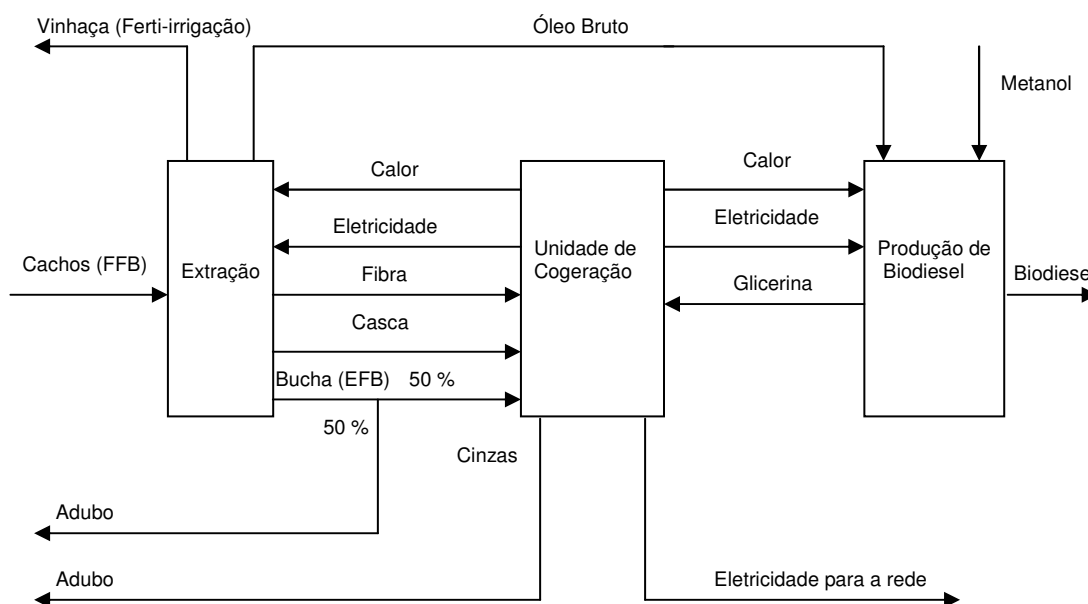 Vinhaça (Ferti-irrigação)
Óleo Bruto
Metanol
Calor
Calor
Eletricidade
Eletricidade
Cachos (FFB)
Extração
Unidade de
Cogeração
Produção de
Biodiesel
Fibra
Glicerina
Biodiese
Casca
Bucha (EFB) 50 %
50 %
Cinzas
Adubo
Adubo
Eletricidade para a rede